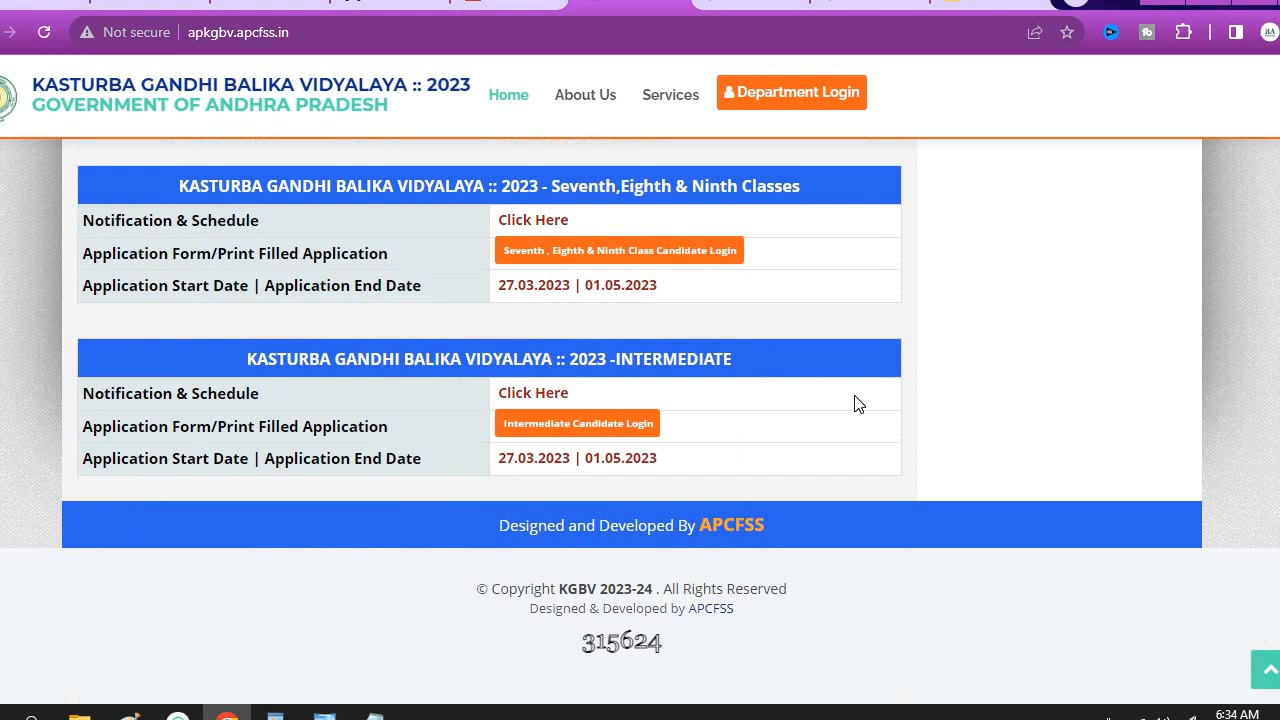 Not secure | apkgbv.apcfss.in
KASTURBA GANDHI BALIKA VIDYALAYA :: 2023
GOVERNMENT OF ANDHRA PRADESH
Home About Us Services Department Login
KASTURBA GANDHI BALIKA VIDYALAYA :: 2023 - Seventh,Eighth & Ninth Classes
Notification & Schedule Click Here
Application Form/Print Filled Application Seventh , Eighth & Ninth Class Candidate Login
Application Start Date | Application End Date 27.03.2023 | 01.05.2023
KASTURBA GANDHI BALIKA VIDYALAYA :: 2023 -INTERMEDIATE
Notification & Schedule Click Here
Application Form/Print Filled Application Intermediate Candidate Login
Application Start Date | Application End Date 27.03.2023 | 01.05.2023
Designed and Developed By APCFSS
© Copyright KGBV 2023-24 . All Rights Reserved
Designed & Developed by APCFSS
315624
6:34 AM